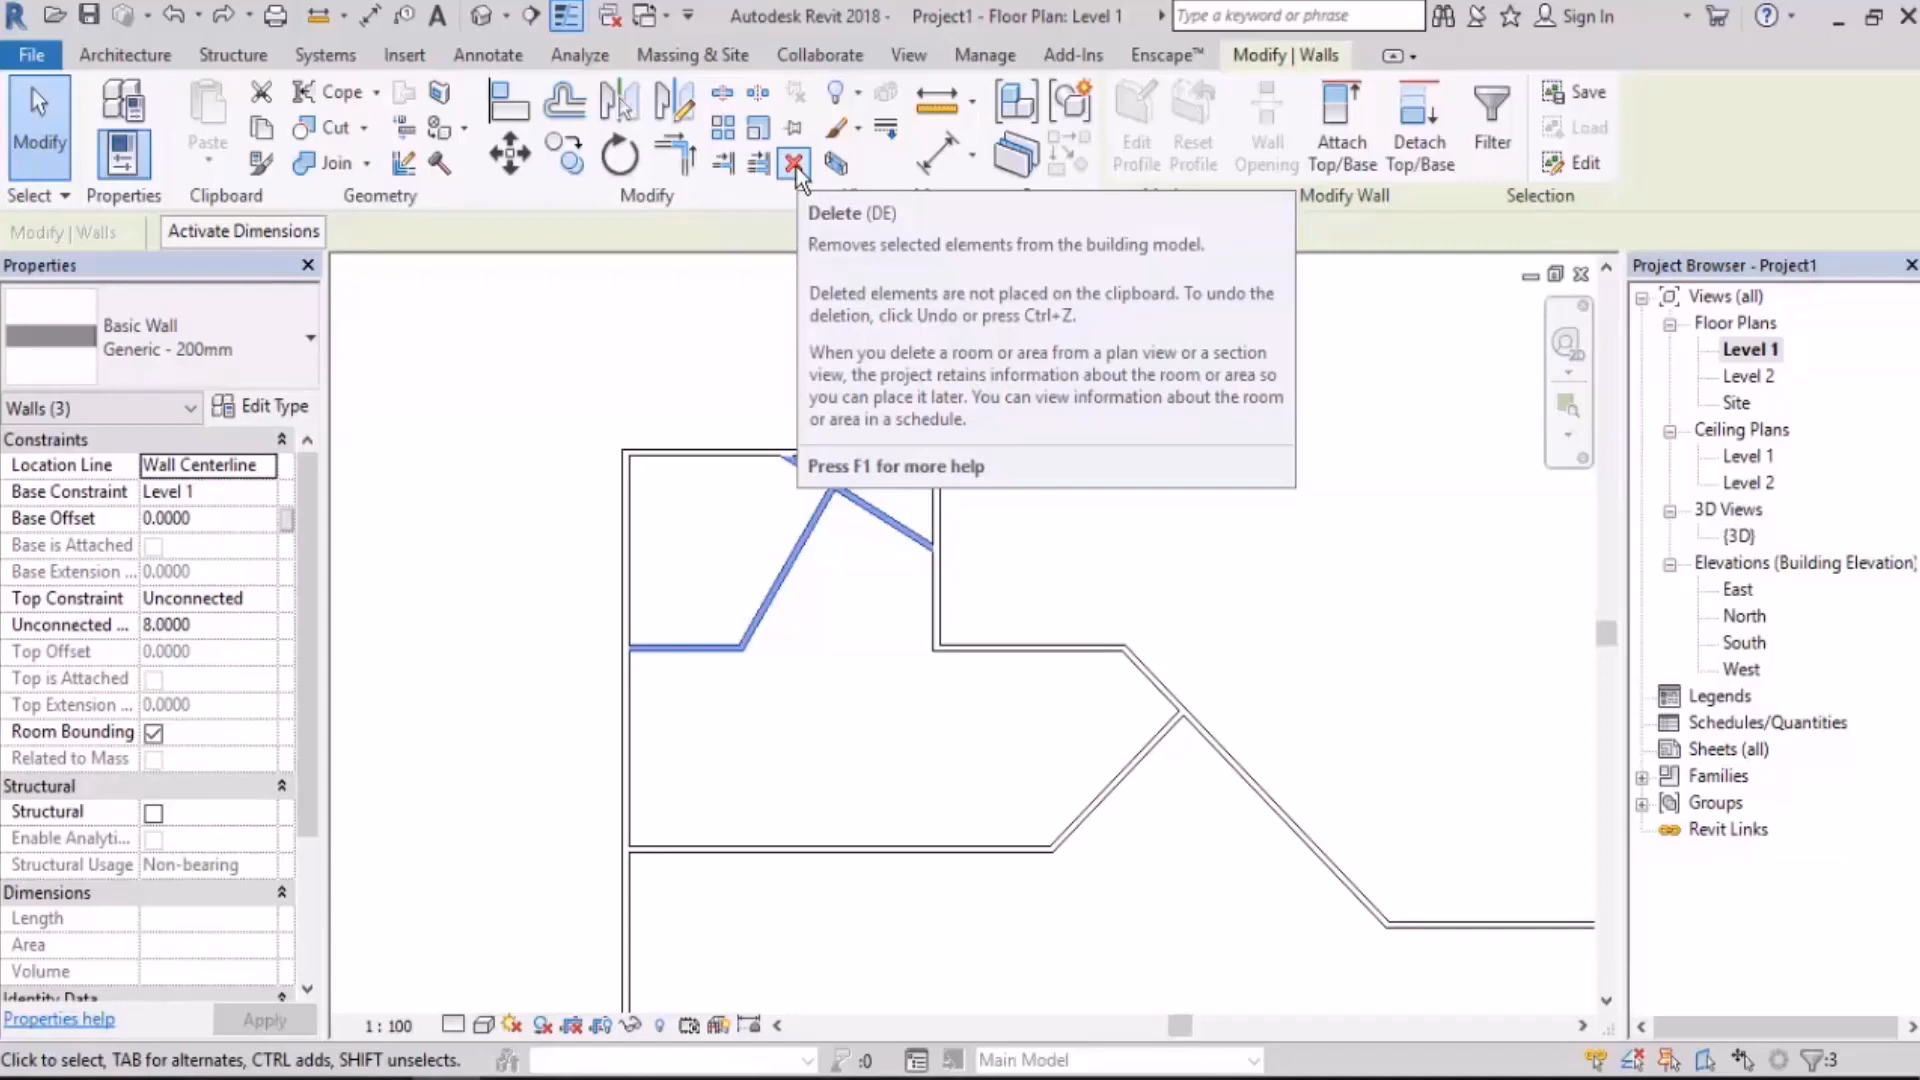 Autodesk Revit 2018 -
Project1 - Floor Plan: Level 1
Type a keyword or phrase
Sign In
File
Architecture
Structure
Systems
Insert
Annotate
Analyze
Massing & Site
Collaborate
View
Manage
Add-Ins
Enscape™
Modify | Walls
Modify
Paste
Cope
Cut
Join
Edit Profile
Reset Profile
Wall Opening
Attach Top/Base
Detach Top/Base
Filter
Save
Load
Edit
Select
Properties
Clipboard
Geometry
Modify
Modify Wall
Selection
Modify | Walls
Activate Dimensions
Delete (DE)
Removes selected elements from the building model.
Deleted elements are not placed on the clipboard. To undo the
deletion, click Undo or press Ctrl+Z.
When you delete a room or area from a plan view or a section
view, the project retains information about the room or area so
you can place it later. You can view information about the room
or area in a schedule.
Press F1 for more help
Properties
Basic Wall
Generic - 200mm
Walls (3)
Edit Type
Constraints
Location Line Wall Centerline
Base Constraint Level 1
Base Offset 0.0000
Base is Attached
Base Extension ... 0.0000
Top Constraint Unconnected
Unconnected ... 8.0000
Top Offset 0.0000
Top is Attached
Top Extension ... 0.0000
Room Bounding
Related to Mass
Structural
Structural
Enable Analyti...
Structural Usage Non-bearing
Dimensions
Length
Area
Volume
Identity Data
Properties help
Apply
1 : 100
Project Browser - Project1
Views (all)
Floor Plans
Level 1
Level 2
Site
Ceiling Plans
Level 1
Level 2
3D Views
{3D}
Elevations (Building Elevation)
East
North
South
West
Legends
Schedules/Quantities
Sheets (all)
Families
Groups
Revit Links
2D
Click to select, TAB for alternates, CTRL adds, SHIFT unselects.
:0
Main Model
:3